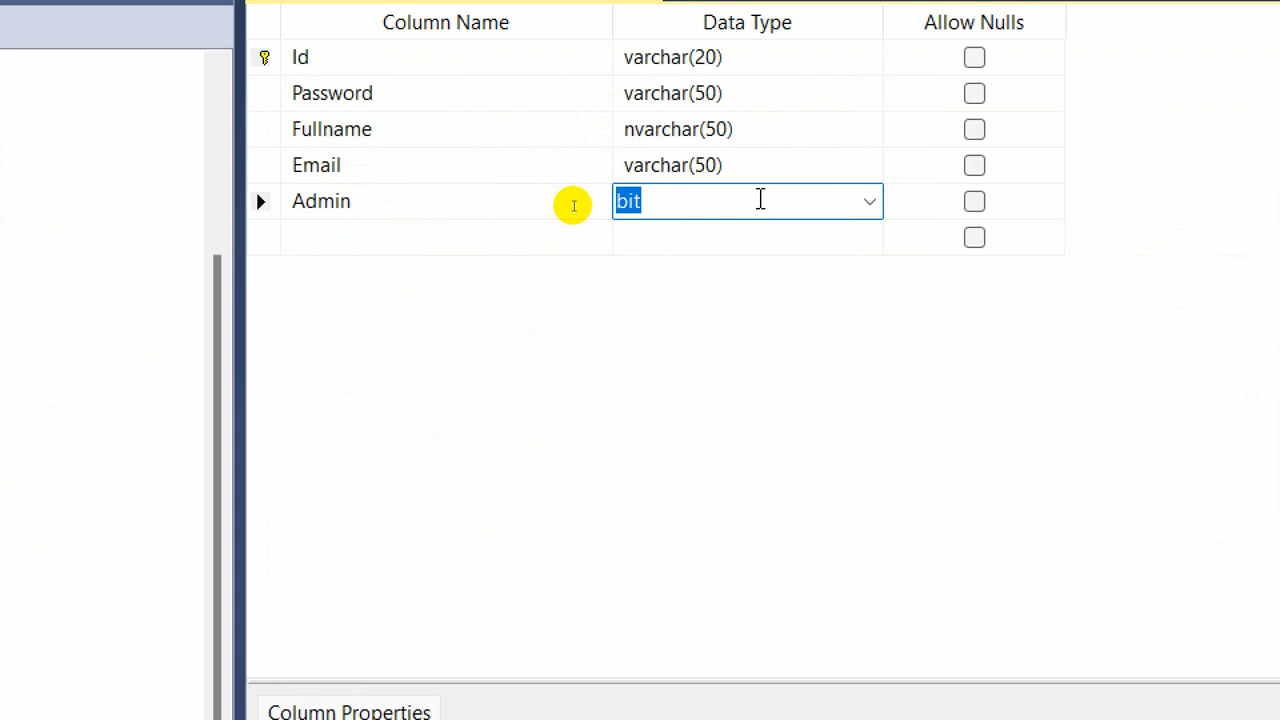 Column Name Data Type Allow Nulls
Id varchar(20)
Password varchar(50)
Fullname nvarchar(50)
Email varchar(50)
Admin bit
Column Properties